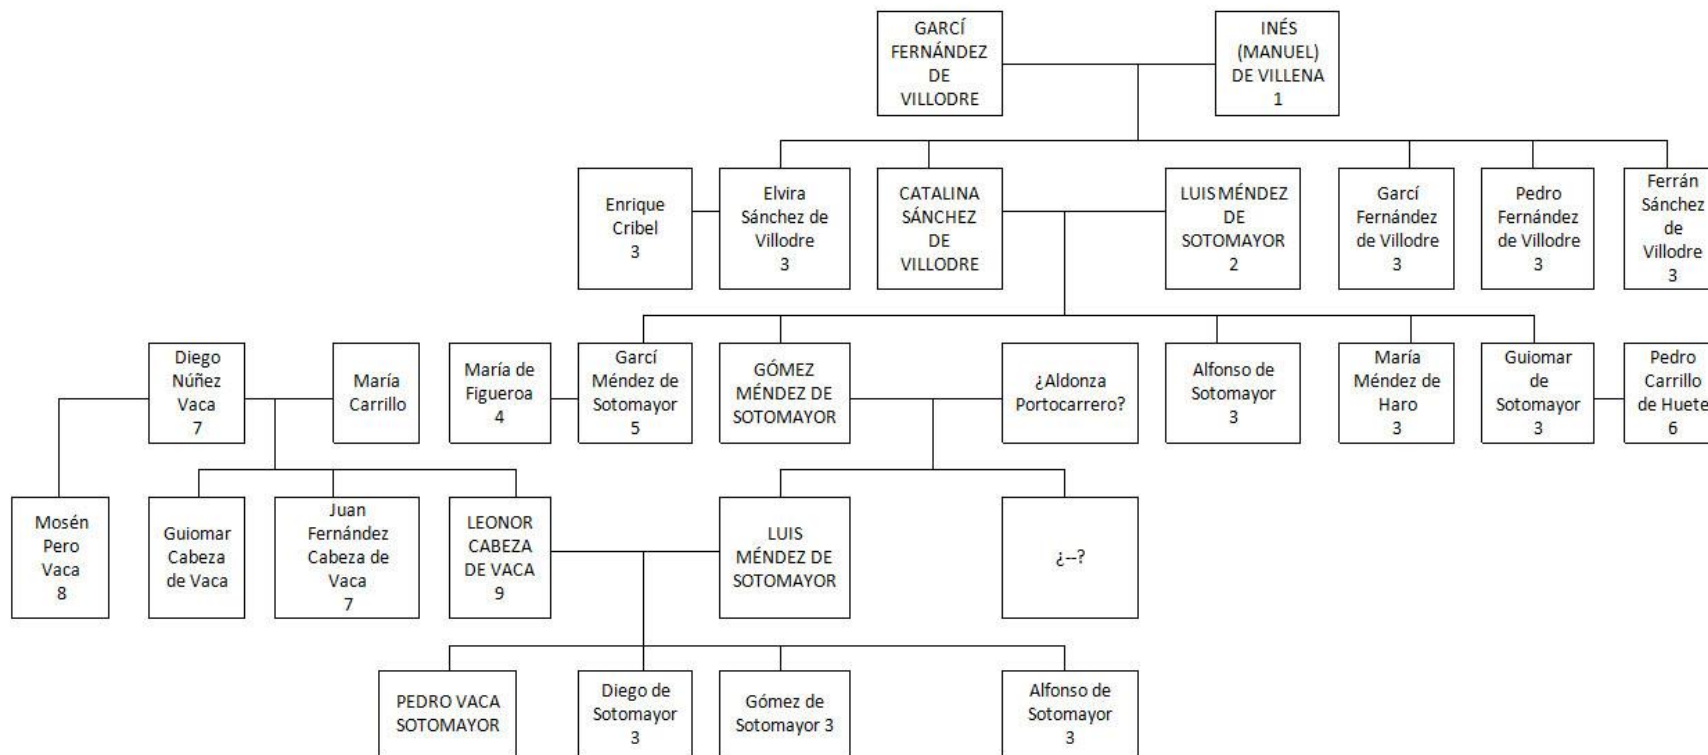 GARCÍ
FERNÁNDEZ
DE
VILLODRE
INÉS
(MANUEL)
DE VILLENA
1
Enrique
Cribel
3
Elvira
Sánchez de
Villodre
3
CATALINA
SÁNCHEZ
DE
VILLODRE
LUIS MÉNDEZ
DE
SOTOMAYOR
2
Garcí
Fernández
de Villodre
3
Pedro
Fernández
de Villodre
3
Ferrán
Sánchez
de
Villodre
3
Diego
Núñez
Vaca
7
María
Carrillo
María de
Figueroa
4
Garcí
Méndez de
Sotomayor
5
GÓMEZ
MÉNDEZ DE
SOTOMAYOR
¿Aldonza
Portocarrero?
Alfonso de
Sotomayor
3
María
Méndez de
Haro
3
Guiomar
de
Sotomayor
3
Pedro
Carrillo
de Huete
6
Mosén
Pero
Vaca
8
Guiomar
Cabeza
de Vaca
Juan
Fernández
Cabeza de
Vaca
7
LEONOR
CABEZA
DE VACA
9
LUIS
MÉNDEZ DE
SOTOMAYOR
¿--?
PEDRO VACA
SOTOMAYOR
Diego de
Sotomayor
3
Gómez de
Sotomayor 3
Alfonso de
Sotomayor
3